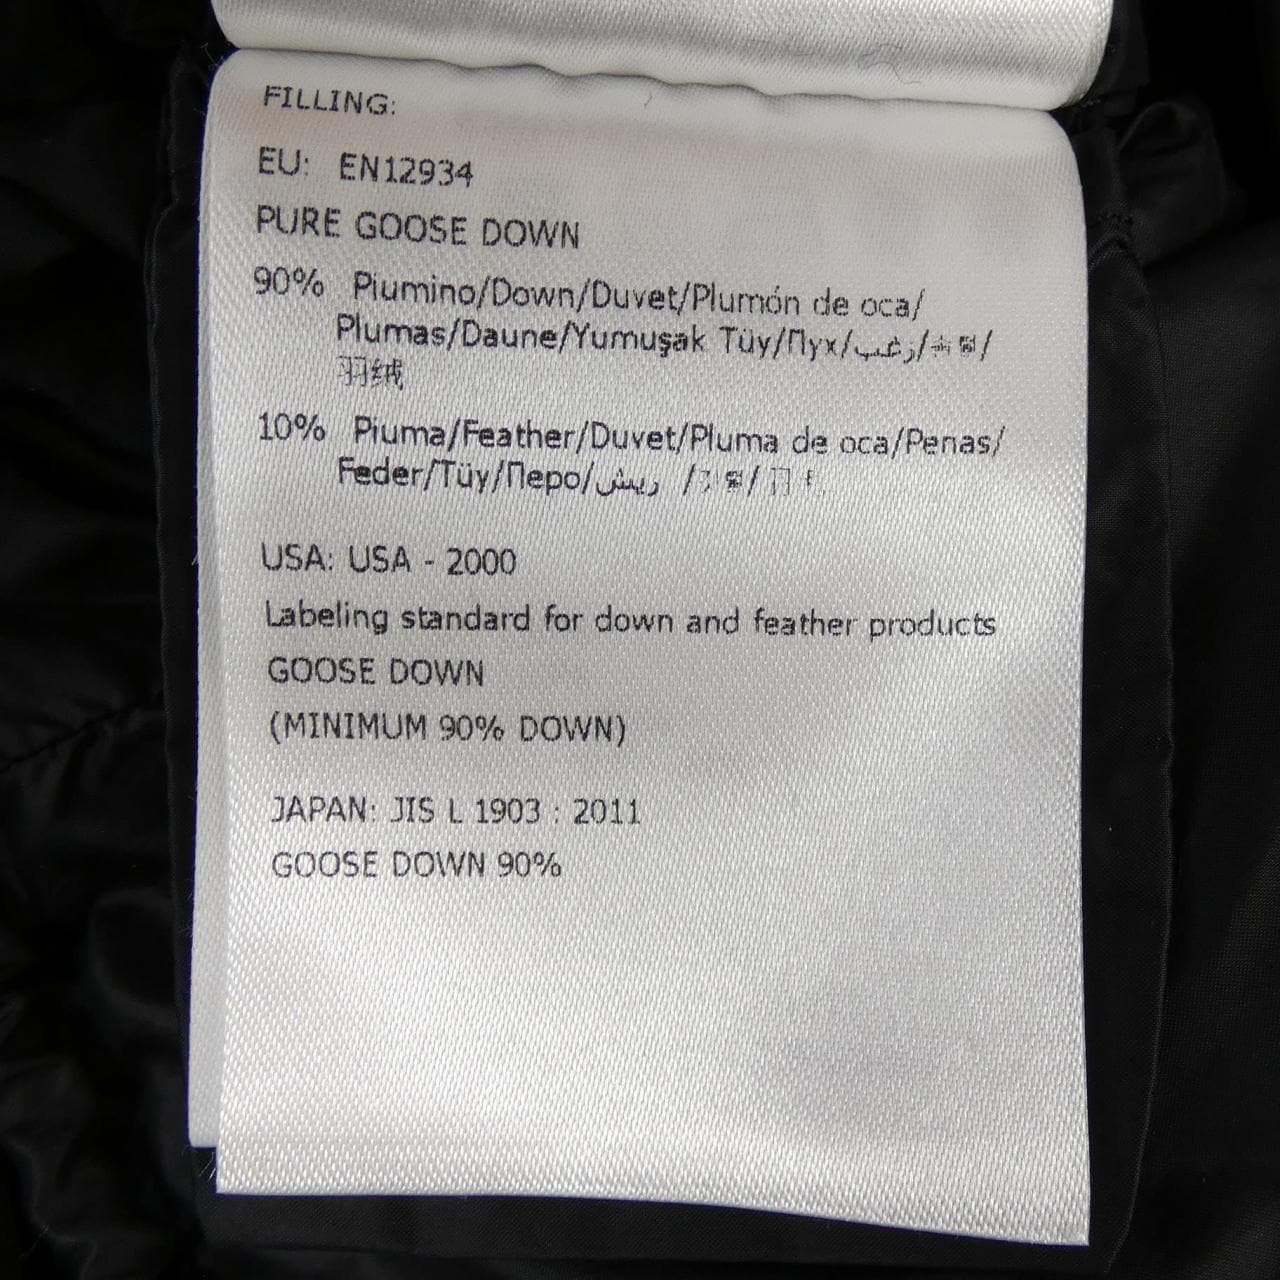 FILLING:
EU: EN12934
PURE GOOSE DOWN
90% Piumino/Down/Duvet/Plumón de oca/
Plumas/Daune/Yumuşak Tüy/Пух/زغب/
羽绒
10% Piuma/Feather/Duvet/Pluma de oca/Penas/
Feder/Tüy/Перо/ريش /
USA: USA - 2000
Labeling standard for down and feather products
GOOSE DOWN
(MINIMUM 90% DOWN)
JAPAN: JIS L 1903 : 2011
GOOSE DOWN 90%